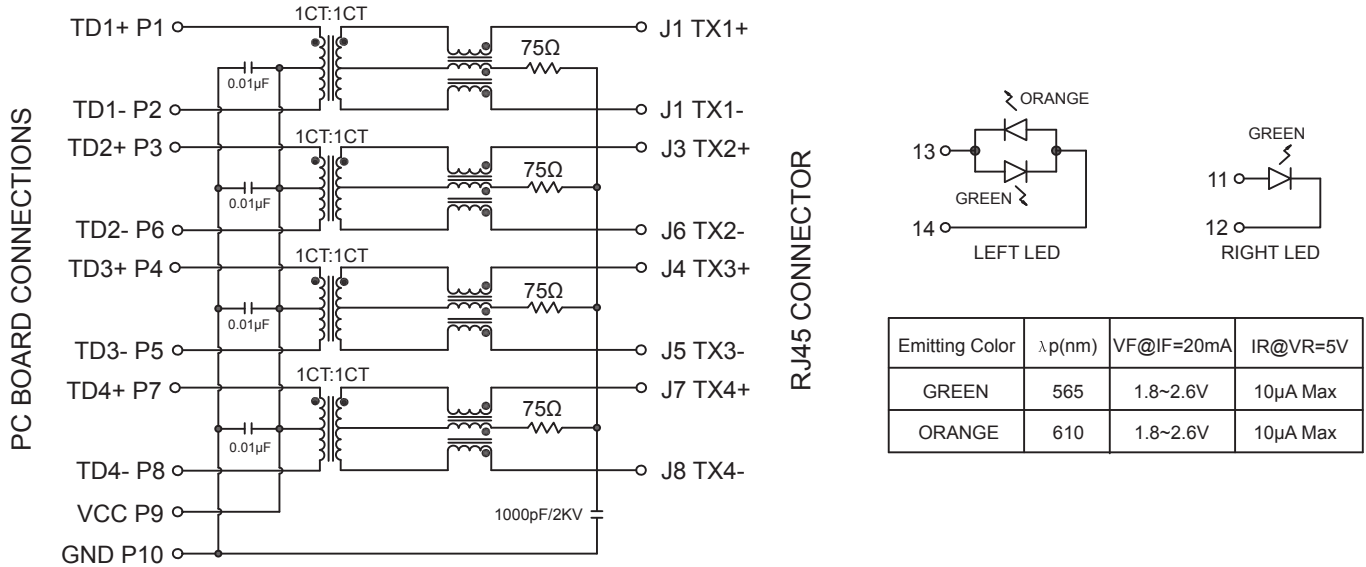 PC BOARD CONNECTIONS
1CT:1CT
TD1+ P1
J1 TX1+
75Ω
0.01µF
TD1- P2
J1 TX1-
1CT:1CT
TD2+ P3
J3 TX2+
75Ω
0.01µF
TD2- P6
J6 TX2-
1CT:1CT
TD3+ P4
J4 TX3+
75Ω
0.01µF
TD3- P5
J5 TX3-
1CT:1CT
TD4+ P7
J7 TX4+
75Ω
0.01µF
TD4- P8
J8 TX4-
VCC P9
1000pF/2KV
GND P10
RJ45 CONNECTOR
ORANGE
13
GREEN
14
LEFT LED
GREEN
11
12
RIGHT LED
Emitting Color λp(nm) VF@IF=20mA IR@VR=5V
GREEN 565 1.8~2.6V 10µA Max
ORANGE 610 1.8~2.6V 10µA Max